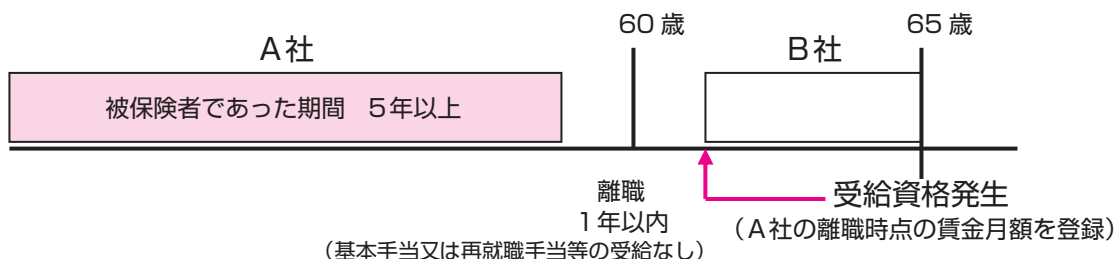 60歳
65歳
A社
B社
被保険者であった期間 5年以上
離職
1年以内
(基本手当又は再就職手当等の受給なし)
受給資格発生
(A社の離職時点の賃金月額を登録)